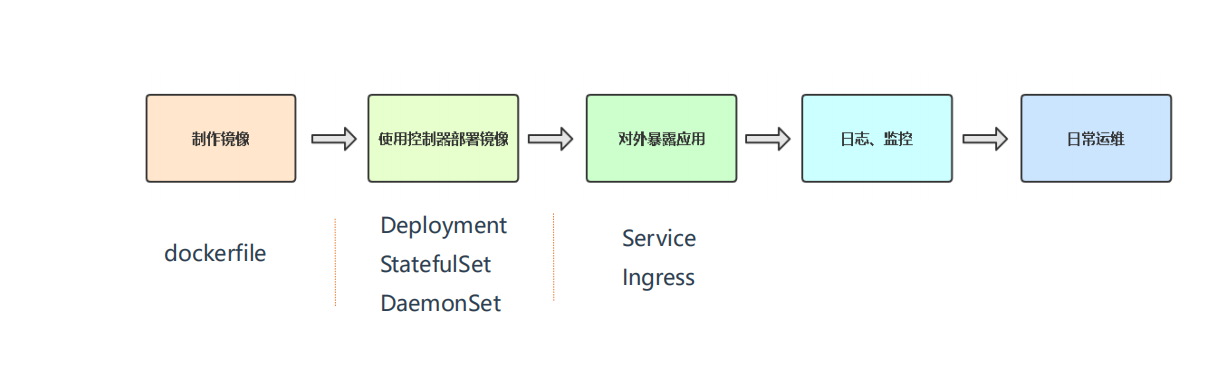 制作镜像
使用控制器部署镜像
对外暴露应用
日志、监控
日常运维
dockerfile
Deployment
StatefulSet
DaemonSet
Service
Ingress